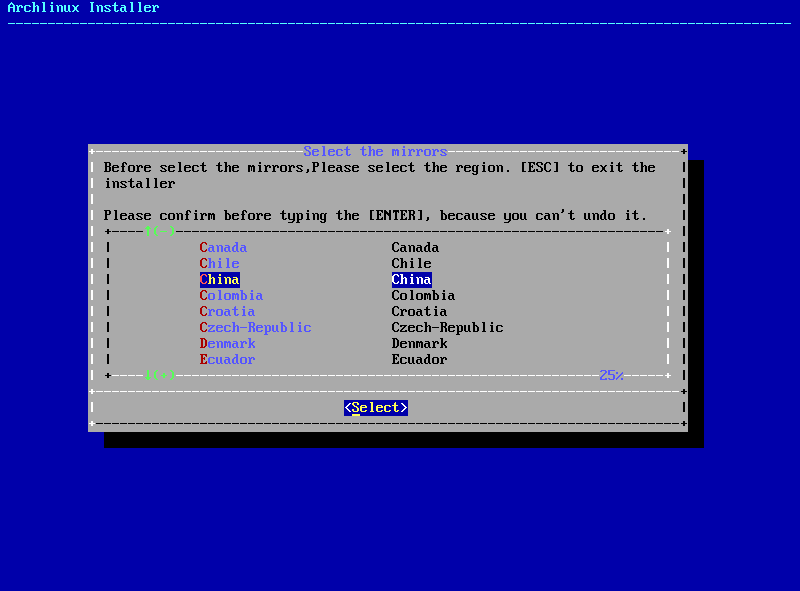 Archlinux Installer
Select the mirrors
Before select the mirrors,Please select the region. [ESC] to exit the
installer
Please confirm before typing the [ENTER], because you can't undo it.
↑(-)
Canada Canada
Chile Chile
China China
Colombia Colombia
Croatia Croatia
Czech-Republic Czech-Republic
Denmark Denmark
Ecuador Ecuador
↓(+) 25%
<Select>